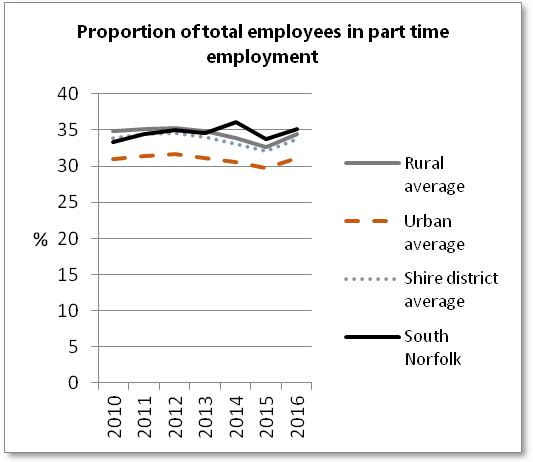 Proportion of total employees in part time
employment
40
35
30
25
20
15
10
5
0
%
2010
2011
2012
2013
2014
2015
2016
Rural
average
Urban
average
Shire district
average
South
Norfolk